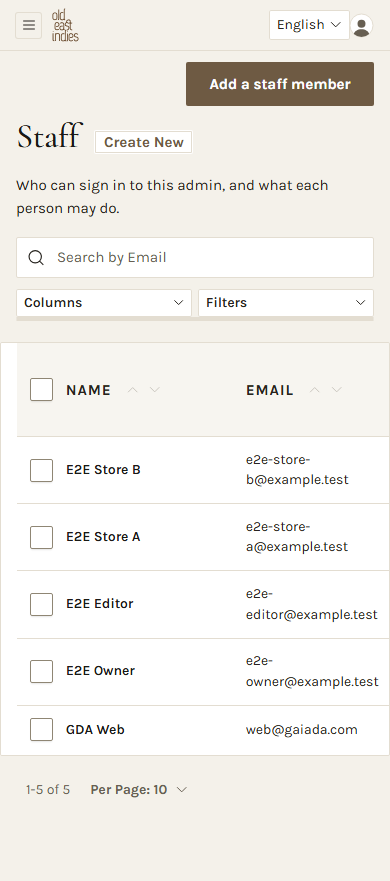 old
east
indies
English
Add a staff member
Staff
Create New
Who can sign in to this admin, and what each
person may do.
Search by Email
Columns
Filters
NAME
EMAIL
E2E Store B
e2e-store-
b@example.test
E2E Store A
e2e-store-
a@example.test
E2E Editor
e2e-
editor@example.test
E2E Owner
e2e-
owner@example.test
GDA Web
web@gaiada.com
1-5 of 5
Per Page: 10